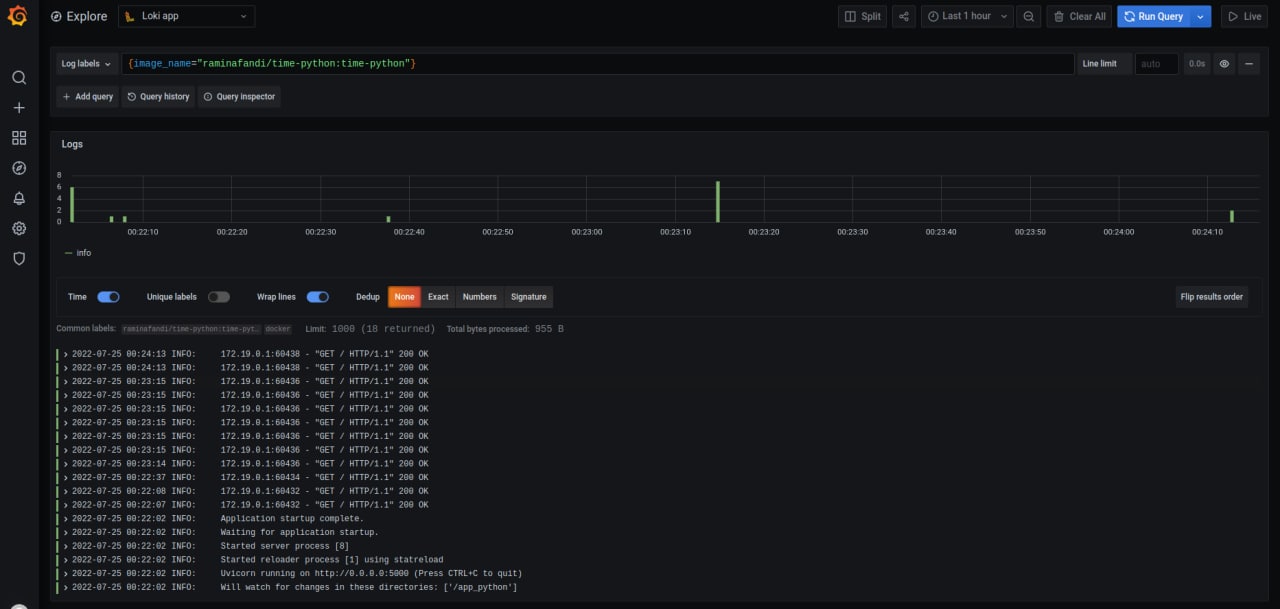 Explore Loki app Split Last 1 hour Clear All Run Query Live
Log labels {image_name="raminafandi/time-python:time-python"} Line limit auto 0.0s
+ Add query Query history Query inspector
Logs
8
6
4
2
0
00:22:10 00:22:20 00:22:30 00:22:40 00:22:50 00:23:00 00:23:10 00:23:20 00:23:30 00:23:40 00:23:50 00:24:00 00:24:10
info
Time Unique labels Wrap lines Dedup None Exact Numbers Signature Flip results order
Common labels: raminafandi/time-python:time-pyt… docker Limit: 1000 (18 returned) Total bytes processed: 955 B
2022-07-25 00:24:13 INFO: 172.19.0.1:60438 - "GET / HTTP/1.1" 200 OK
2022-07-25 00:24:13 INFO: 172.19.0.1:60438 - "GET / HTTP/1.1" 200 OK
2022-07-25 00:23:15 INFO: 172.19.0.1:60436 - "GET / HTTP/1.1" 200 OK
2022-07-25 00:23:15 INFO: 172.19.0.1:60436 - "GET / HTTP/1.1" 200 OK
2022-07-25 00:23:15 INFO: 172.19.0.1:60436 - "GET / HTTP/1.1" 200 OK
2022-07-25 00:23:15 INFO: 172.19.0.1:60436 - "GET / HTTP/1.1" 200 OK
2022-07-25 00:23:15 INFO: 172.19.0.1:60436 - "GET / HTTP/1.1" 200 OK
2022-07-25 00:23:15 INFO: 172.19.0.1:60436 - "GET / HTTP/1.1" 200 OK
2022-07-25 00:23:14 INFO: 172.19.0.1:60436 - "GET / HTTP/1.1" 200 OK
2022-07-25 00:22:37 INFO: 172.19.0.1:60434 - "GET / HTTP/1.1" 200 OK
2022-07-25 00:22:08 INFO: 172.19.0.1:60432 - "GET / HTTP/1.1" 200 OK
2022-07-25 00:22:07 INFO: 172.19.0.1:60432 - "GET / HTTP/1.1" 200 OK
2022-07-25 00:22:02 INFO: Application startup complete.
2022-07-25 00:22:02 INFO: Waiting for application startup.
2022-07-25 00:22:02 INFO: Started server process [8]
2022-07-25 00:22:02 INFO: Started reloader process [1] using statreload
2022-07-25 00:22:02 INFO: Uvicorn running on http://0.0.0.0:5000 (Press CTRL+C to quit)
2022-07-25 00:22:02 INFO: Will watch for changes in these directories: ['/app_python']